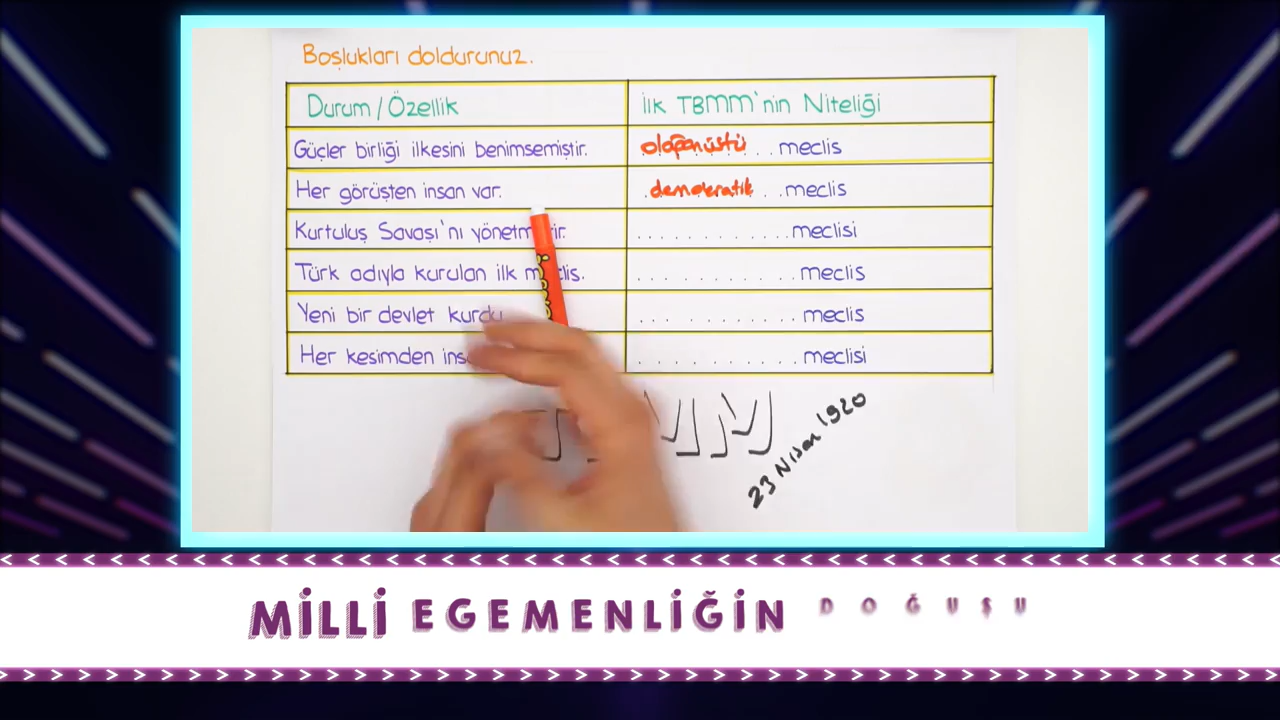 Boşlukları doldurunuz.
Durum/Özellik İlk TBMM'nin Niteliği
Güçler birliği ilkesini benimsemiştir. olağanüstü . . meclis
Her görüşten insan var. . demokratik . . meclis
Kurtuluş Savaşı'nı . . . . . . . . . . . . meclisi
Türk adıyla kurulan ilk . . . . . . . . . . . meclis
Yeni bir devlet kurdu . . . . . . . . . . . meclis
Her kesimden . . . . . . . . . . . meclisi
23 Nisan 1920
MİLLİ EGEMENLİĞİN DOĞUŞU